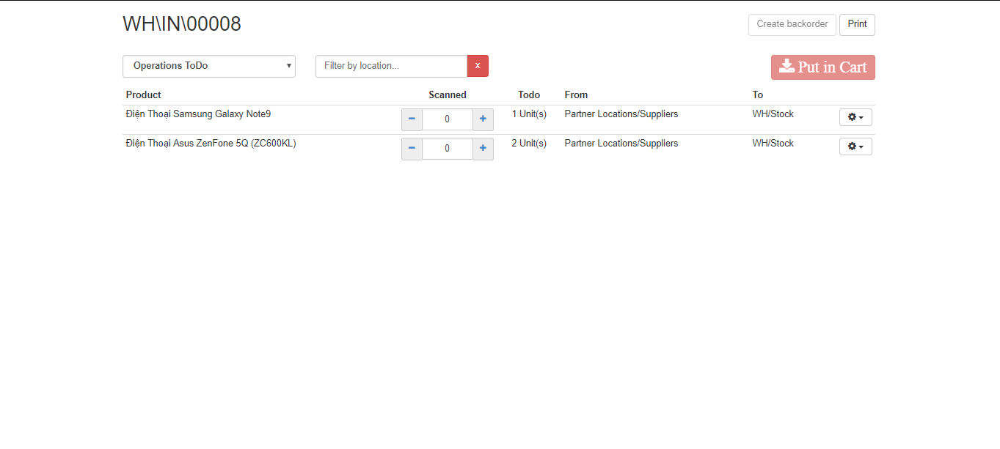 WH\IN\00008
Create backorder Print
Operations ToDo Filter by location... x Put in Cart
Product Scanned Todo From To
Điện Thoại Samsung Galaxy Note9 0 1 Unit(s) Partner Locations/Suppliers WH/Stock
Điện Thoại Asus ZenFone 5Q (ZC600KL) 0 2 Unit(s) Partner Locations/Suppliers WH/Stock